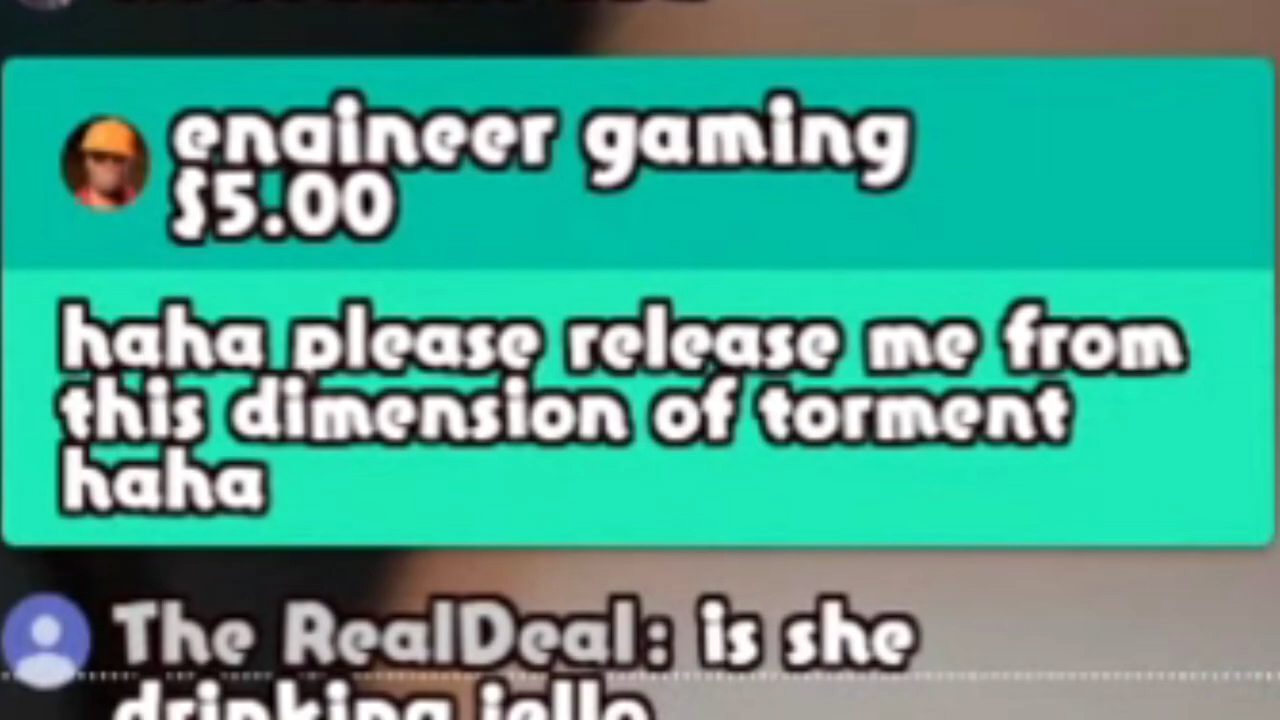 engineer gaming
$5.00
haha please release me from
this dimension of torment
haha
The RealDeal: is she
drinking jello